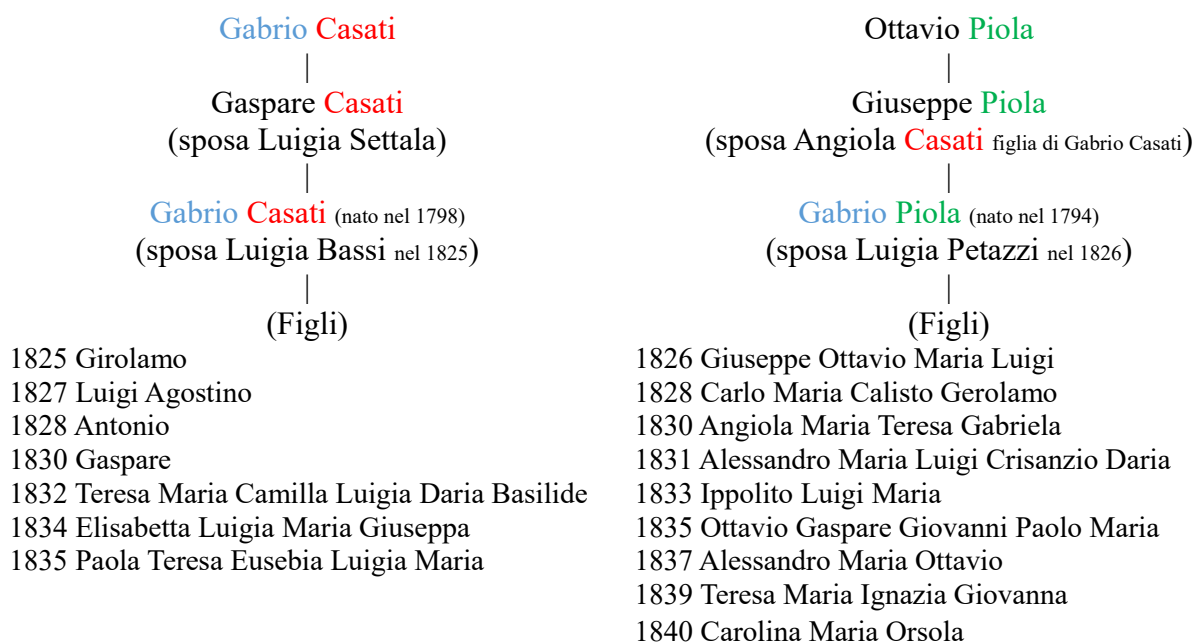 Gabrio Casati
|
Gaspare Casati
(sposa Luigia Settala)
|
Gabrio Casati (nato nel 1798)
(sposa Luigia Bassi nel 1825)
|
(Figli)
1825 Girolamo
1827 Luigi Agostino
1828 Antonio
1830 Gaspare
1832 Teresa Maria Camilla Luigia Daria Basilide
1834 Elisabetta Luigia Maria Giuseppa
1835 Paola Teresa Eusebia Luigia Maria
Ottavio Piola
|
Giuseppe Piola
(sposa Angiola Casati figlia di Gabrio Casati)
|
Gabrio Piola (nato nel 1794)
(sposa Luigia Petazzi nel 1826)
|
(Figli)
1826 Giuseppe Ottavio Maria Luigi
1828 Carlo Maria Calisto Gerolamo
1830 Angiola Maria Teresa Gabriela
1831 Alessandro Maria Luigi Crisanzio Daria
1833 Ippolito Luigi Maria
1835 Ottavio Gaspare Giovanni Paolo Maria
1837 Alessandro Maria Ottavio
1839 Teresa Maria Ignazia Giovanna
1840 Carolina Maria Orsola